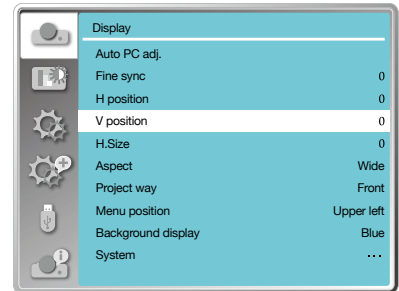 Display
Auto PC adj.
Fine sync 0
H position 0
V position 0
H.Size 0
Aspect Wide
Project way Front
Menu position Upper left
Background display Blue
System ...